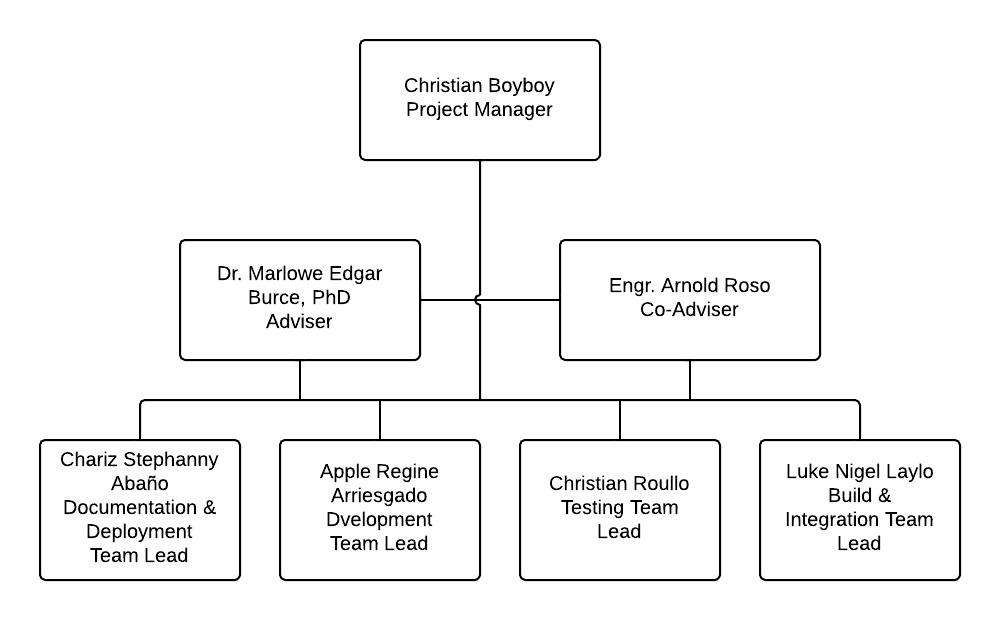 Christian Boyboy
Project Manager
Dr. Marlowe Edgar
Burce, PhD
Adviser
Engr. Arnold Roso
Co-Adviser
Chariz Stephanny
Abaño
Documentation &
Deployment
Team Lead
Apple Regine
Arriesgado
Dvelopment
Team Lead
Christian Roullo
Testing Team
Lead
Luke Nigel Laylo
Build &
Integration Team
Lead